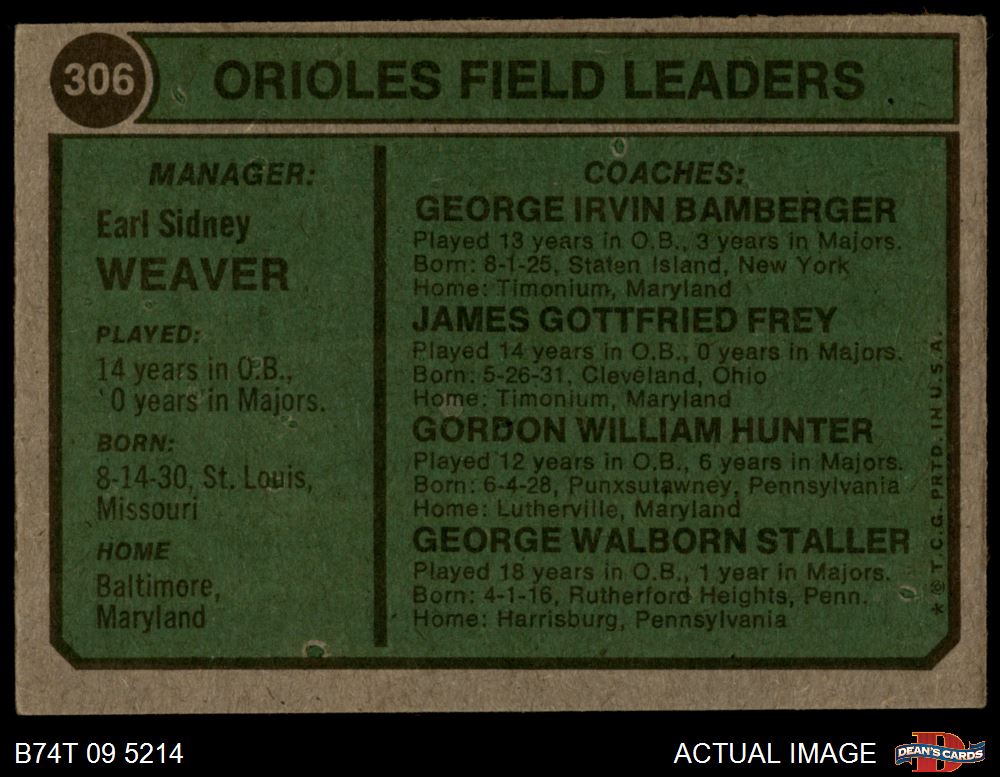 306
ORIOLES FIELD LEADERS
MANAGER:
Earl Sidney
WEAVER
PLAYED:
14 years in O.B.,
0 years in Majors.
BORN:
8-14-30, St. Louis,
Missouri
HOME
Baltimore,
Maryland
COACHES:
GEORGE IRVIN BAMBERGER
Played 13 years in O.B., 3 years in Majors.
Born: 8-1-25, Staten Island, New York
Home: Timonium, Maryland
JAMES GOTTFRIED FREY
Played 14 years in O.B., 0 years in Majors.
Born: 5-26-31, Cleveland, Ohio
Home: Timonium, Maryland
GORDON WILLIAM HUNTER
Played 12 years in O.B., 6 years in Majors.
Born: 6-4-28, Punxsutawney, Pennsylvania
Home: Lutherville, Maryland
GEORGE WALBORN STALLER
Played 18 years in O.B., 1 year in Majors.
Born: 4-1-16, Rutherford Heights, Penn.
Home: Harrisburg, Pennsylvania
* © T.C.G. PRTD. IN U.S.A.
B74T 09 5214
ACTUAL IMAGE
D
DEAN'S CARDS